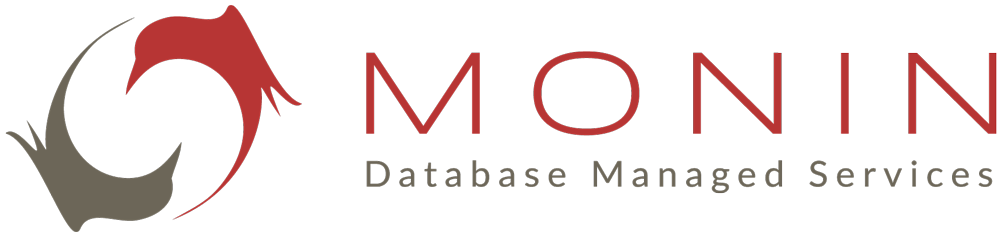 MONIN
Database Managed Services